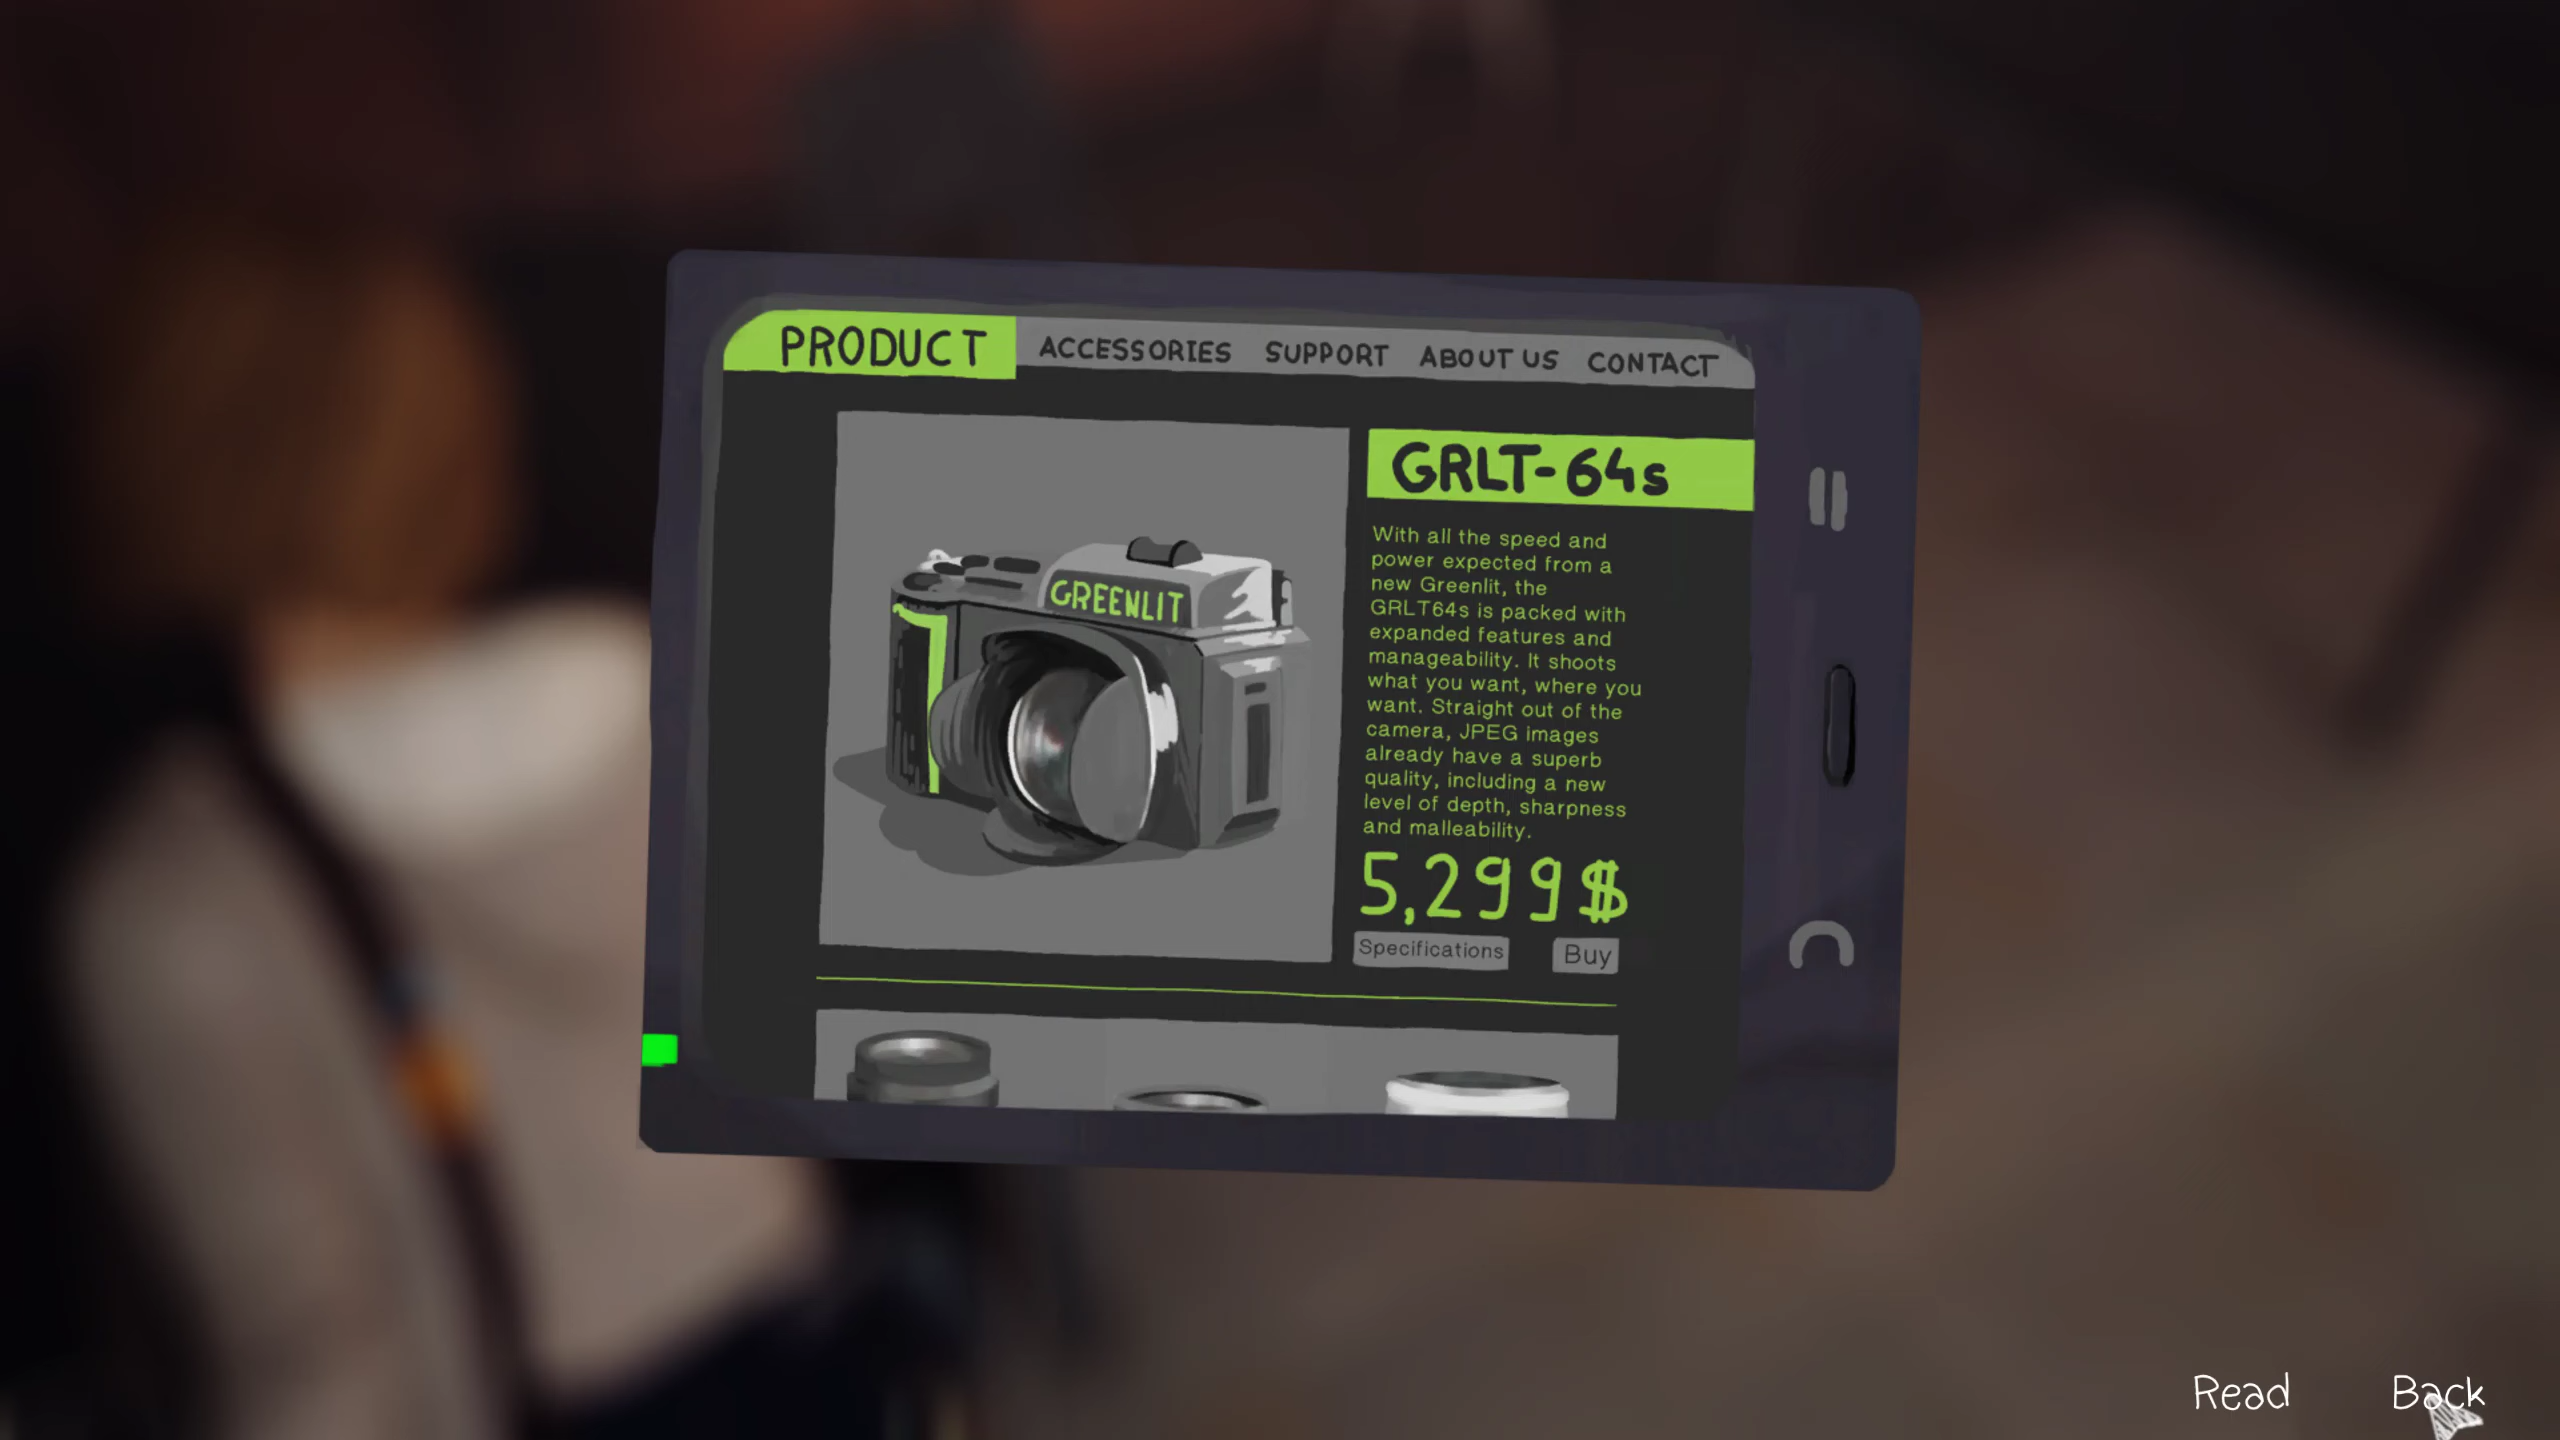 PRODUCT ACCESSORIES SUPPORT ABOUT US CONTACT
GREENLIT
GRLT-64s
With all the speed and
power expected from a
new Greenlit, the
GRLT64s is packed with
expanded features and
manageability. It shoots
what you want, where you
want. Straight out of the
camera, JPEG images
already have a superb
quality, including a new
level of depth, sharpness
and malleability.
5,299$
Specifications Buy
Read Back